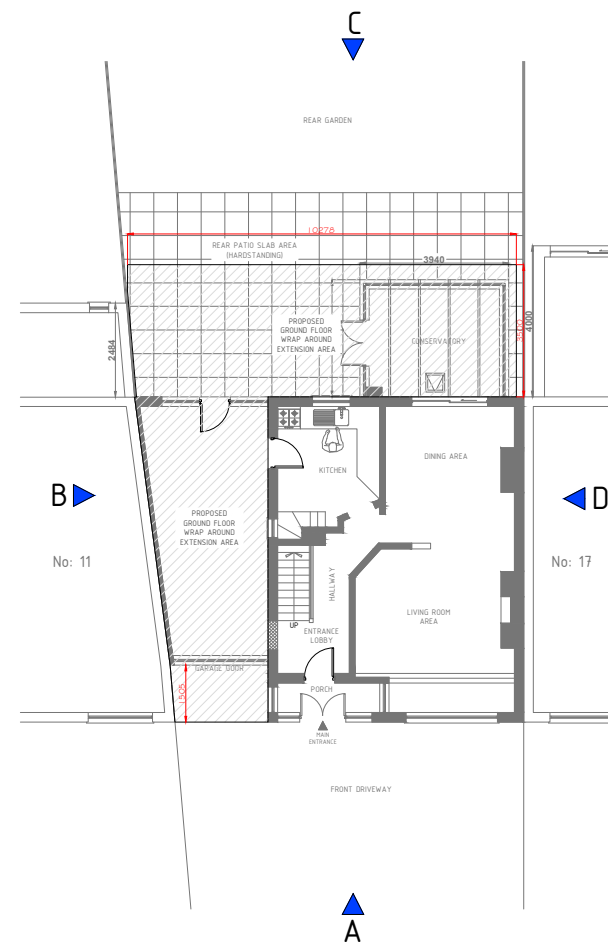 C
REAR GARDEN
10278
REAR PATIO SLAB AREA
(HARDSTANDING)
3940
2484
PROPOSED
GROUND FLOOR
WRAP AROUND
EXTENSION AREA
CONSERVATORY
3500
4000
KITCHEN
DINING AREA
B
D
PROPOSED
GROUND FLOOR
WRAP AROUND
EXTENSION AREA
No: 11
No: 17
HALLWAY
LIVING ROOM
AREA
UP
ENTRANCE
LOBBY
GARAGE DOOR
1505
PORCH
MAIN
ENTRANCE
FRONT DRIVEWAY
A